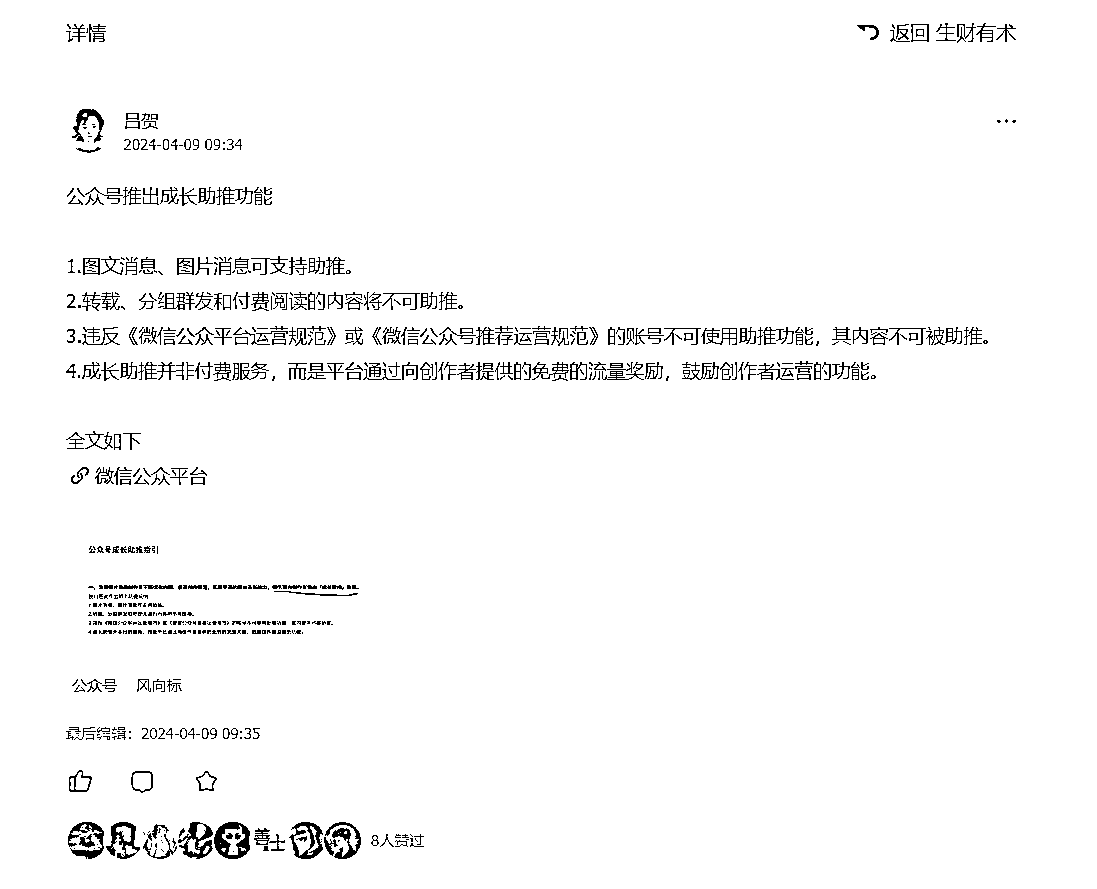 详情
返回 生财有术
吕贺
2024-04-09 09:34
公众号推出成长助推功能
1.图文消息、图片消息可支持助推。
2.转载、分组群发和付费阅读的内容将不可助推。
3.违反《微信公众平台运营规范》或《微信公众号推荐运营规范》的账号不可使用助推功能，其内容不可被助推。
4.成长助推并非付费服务，而是平台通过向创作者提供的免费的流量奖励，鼓励创作者运营的功能。
全文如下
微信公众平台
公众号成长助推指引
公众号 风向标
最后编辑：2024-04-09 09:35
善士
8人赞过